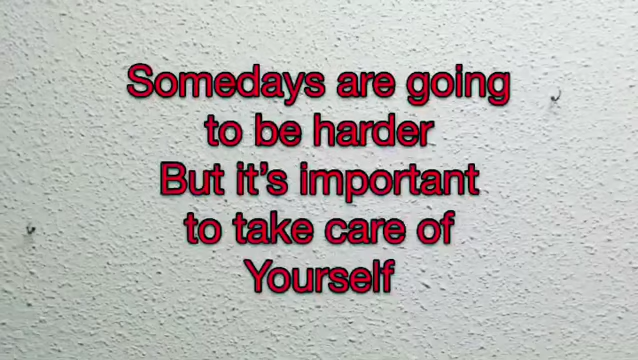 Somedays are going
to be harder
But it's important
to take care of
Yourself